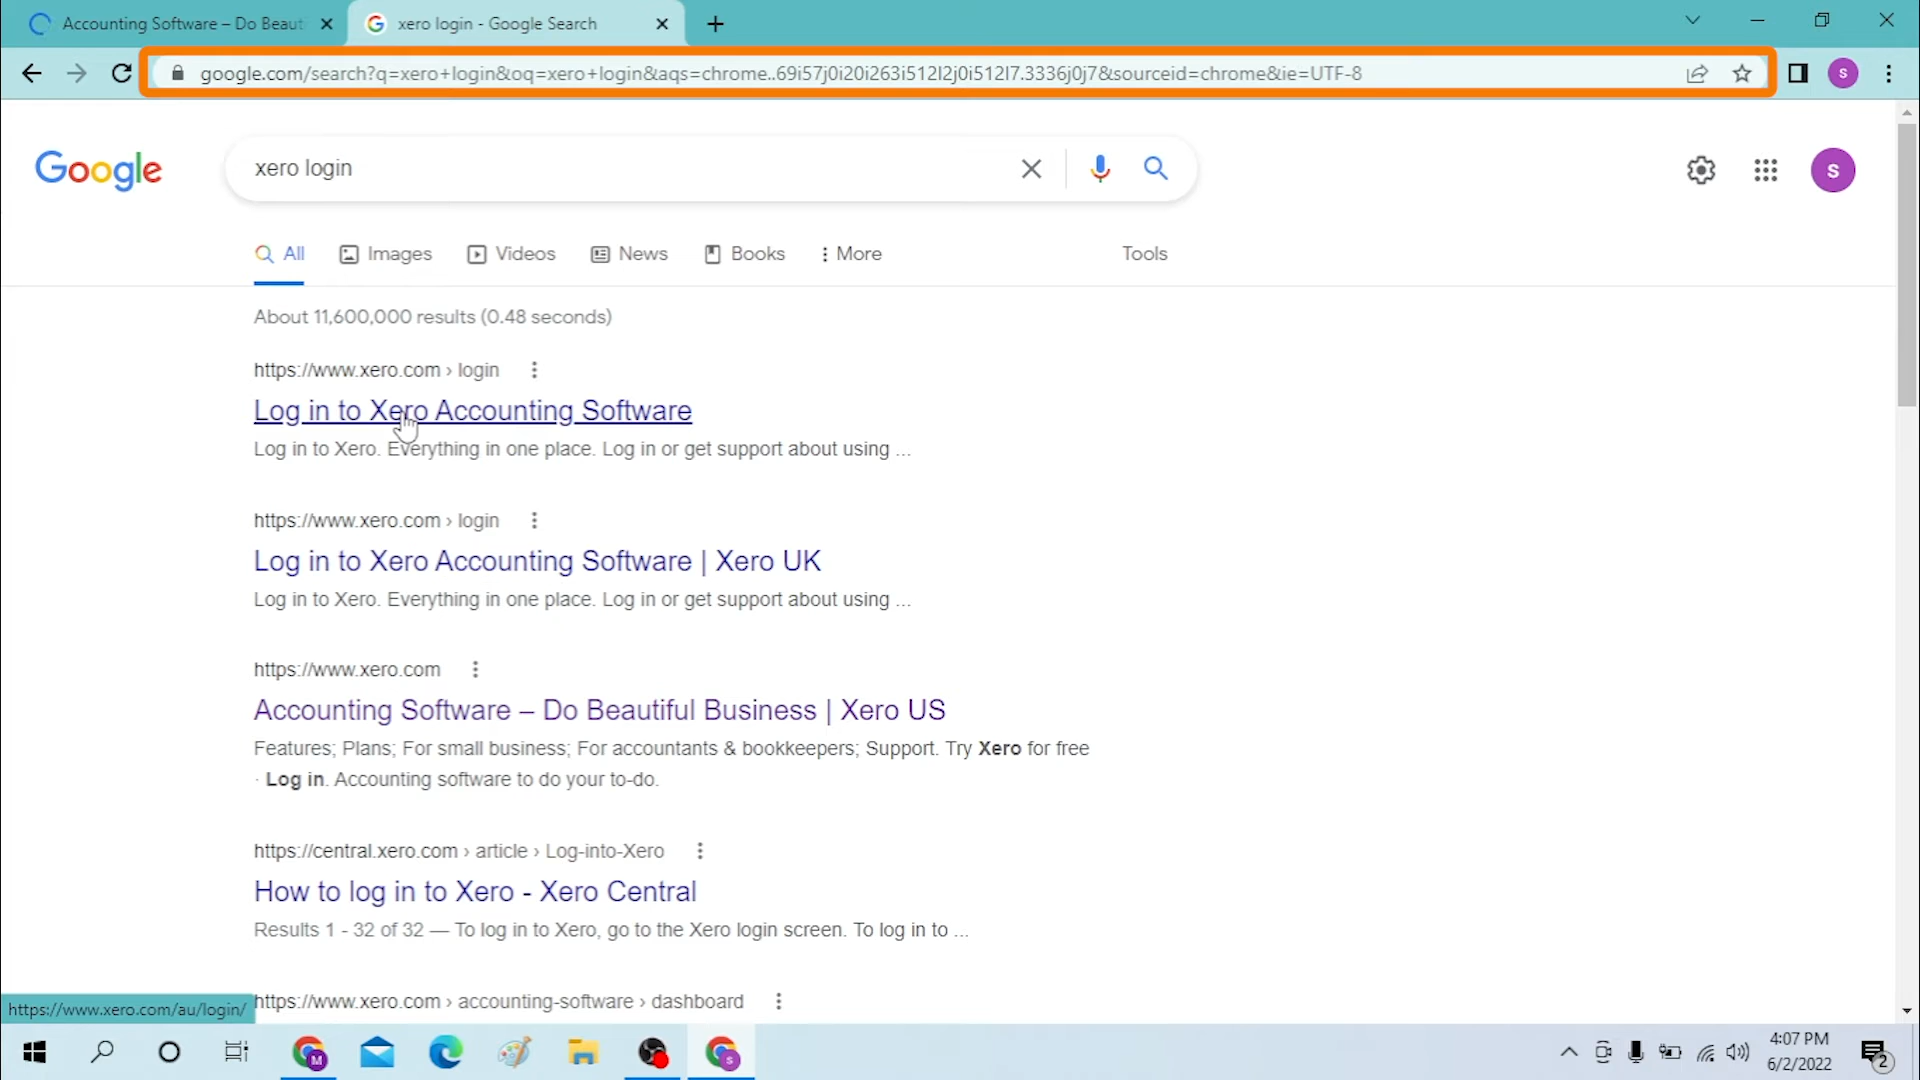 Accounting Software – Do Beaut
xero login - Google Search
google.com/search?q=xero+login&oq=xero+login&aqs=chrome..69i57j0i20i263i512l2j0i512l7.3336j0j7&sourceid=chrome&ie=UTF-8
S
Google
xero login
S
All
Images
Videos
News
Books
More
Tools
About 11,600,000 results (0.48 seconds)
https://www.xero.com › login
Log in to Xero Accounting Software
Log in to Xero. Everything in one place. Log in or get support about using ...
https://www.xero.com › login
Log in to Xero Accounting Software | Xero UK
Log in to Xero. Everything in one place. Log in or get support about using ...
https://www.xero.com
Accounting Software – Do Beautiful Business | Xero US
Features; Plans; For small business; For accountants & bookkeepers; Support. Try Xero for free
· Log in. Accounting software to do your to-do.
https://central.xero.com › article › Log-into-Xero
How to log in to Xero - Xero Central
Results 1 - 32 of 32 — To log in to Xero, go to the Xero login screen. To log in to ...
https://www.xero.com › accounting-software › dashboard
https://www.xero.com/au/login/
M
S
4:07 PM
6/2/2022
2